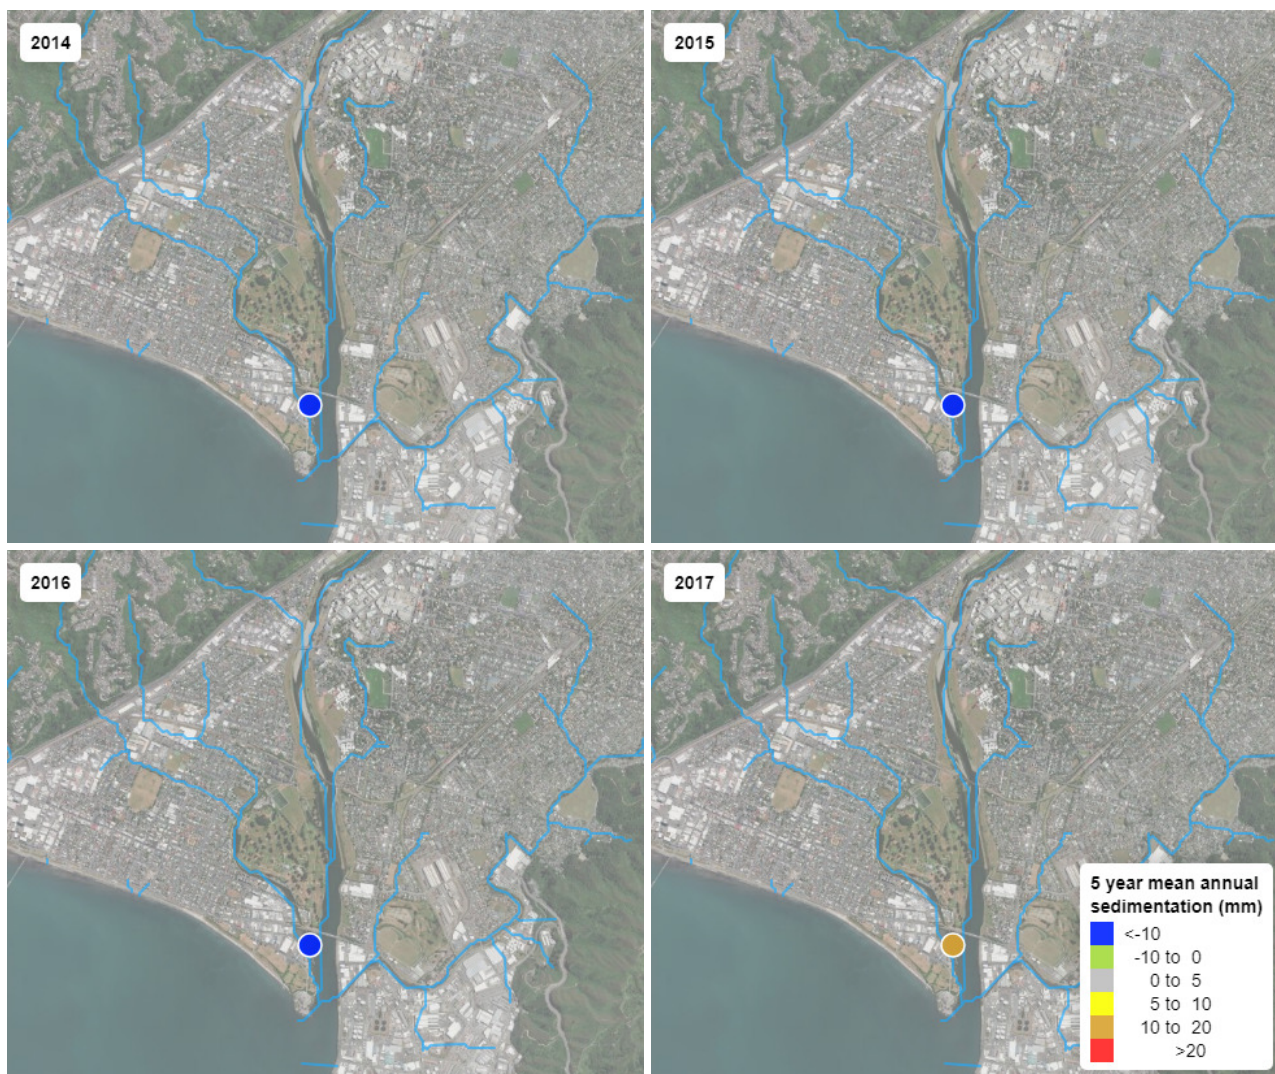 2014
2015
2016
2017
5 year mean annual
sedimentation (mm)
<-10
-10 to 0
0 to 5
5 to 10
10 to 20
>20